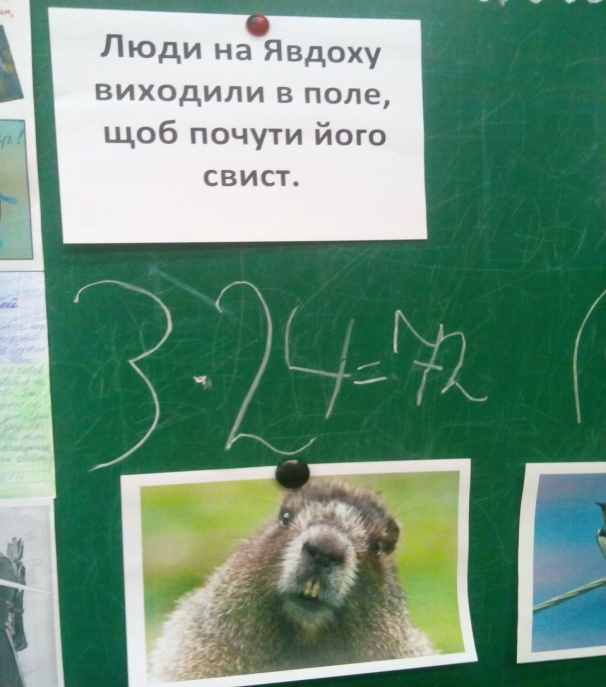 Люди на Явдоху
виходили в поле,
щоб почути його
свист.
3·24=72